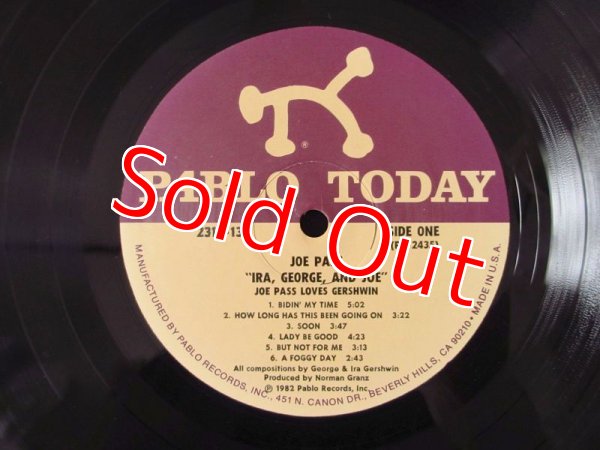 ®
PABLO TODAY
Sold Out
SIDE ONE
JOE
"IRA, GEORGE, AND JOE"
JOE PASS LOVES GERSHWIN
1. BIDIN' MY TIME 5:02
2. HOW LONG HAS THIS BEEN GOING ON 3:22
3. SOON 3:47
4. LADY BE GOOD 4:23
5. BUT NOT FOR ME 3:13
6. A FOGGY DAY 2:43
All compositions by George & Ira Gershwin
Produced by Norman Granz
Ⓟ1982 Pablo Records, Inc.
MANUFACTURED BY PABLO RECORDS, INC., 451 N. CANON DR., BEVERLY HILLS, CA 90210 • MADE IN U.S.A.